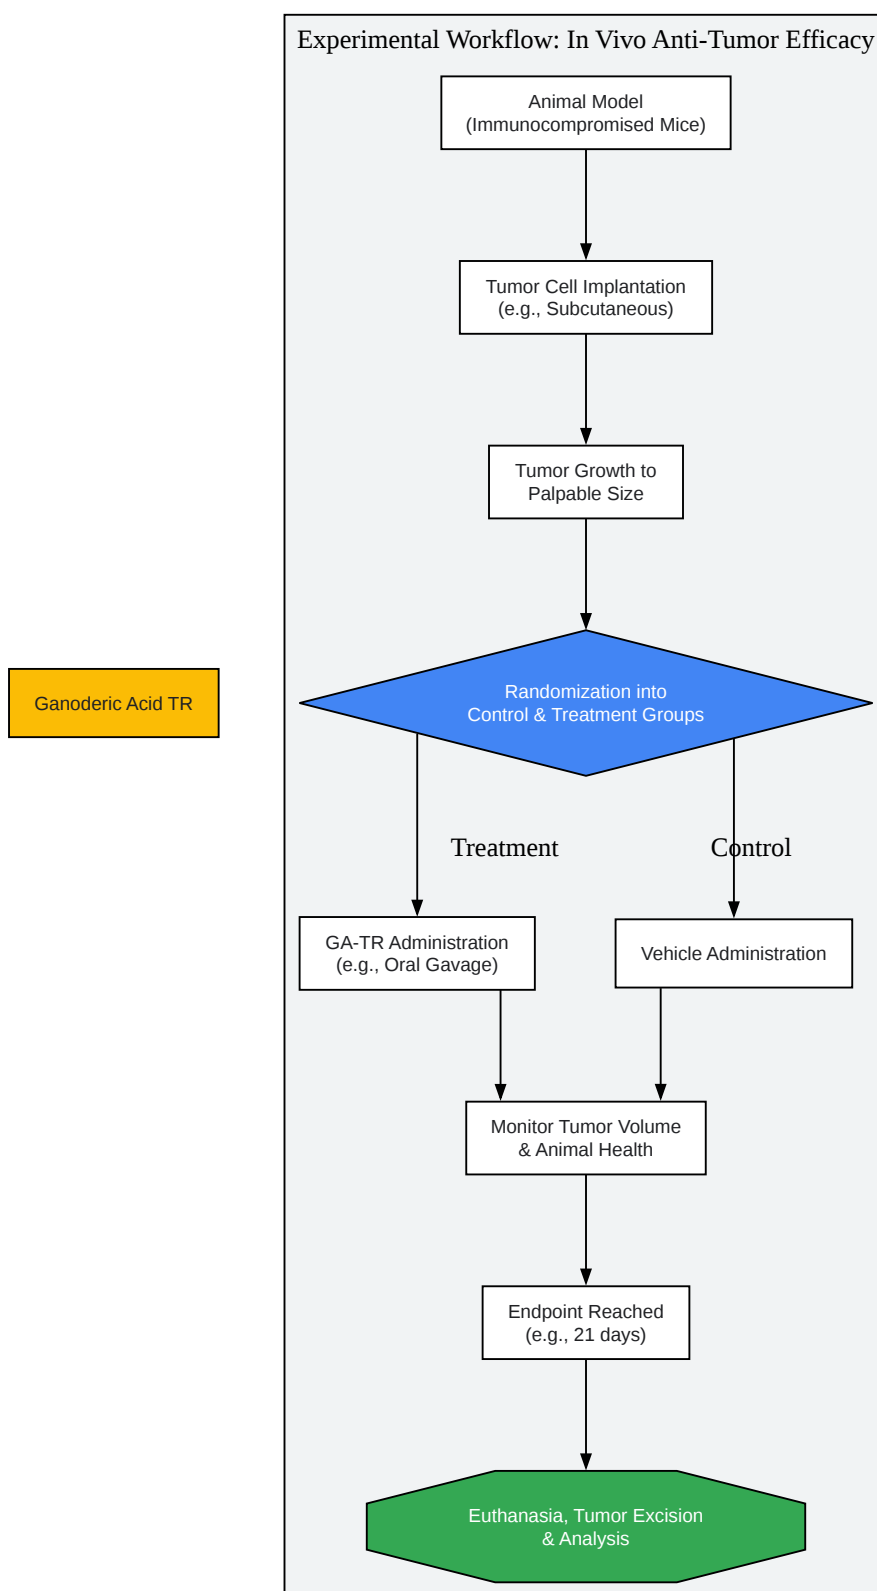 Experimental Workflow: In Vivo Anti-Tumor Efficacy
Animal Model
(Immunocompromised Mice)
Tumor Cell Implantation
(e.g., Subcutaneous)
Tumor Growth to
Palpable Size
Ganoderic Acid TR
Randomization into
Control & Treatment Groups
Treatment
Control
GA-TR Administration
(e.g., Oral Gavage)
Vehicle Administration
Monitor Tumor Volume
& Animal Health
Endpoint Reached
(e.g., 21 days)
Euthanasia, Tumor Excision
& Analysis